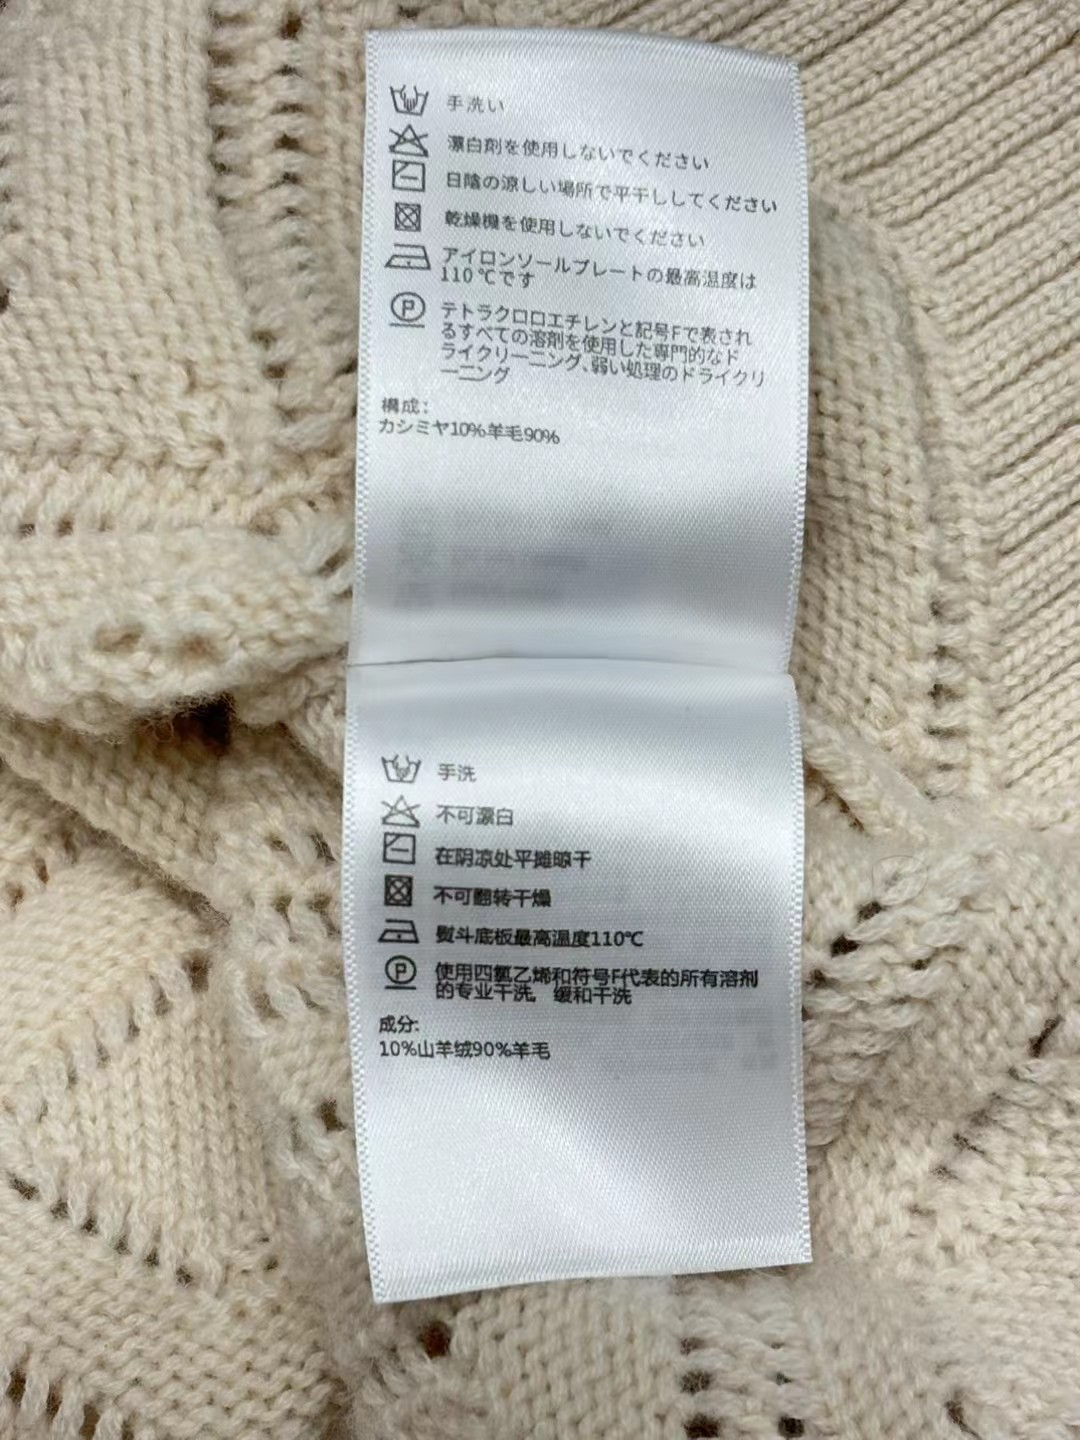 手洗い
漂白剤を使用しないでください
日陰の涼しい場所で平干ししてください
乾燥機を使用しないでください
アイロンソールプレートの最高温度は
110℃です
P
テトラクロロエチレンと記号Fで表され
るすべての溶剤を使用した専門的なド
ライクリーニング、弱い処理のドライクリ
ーニング
構成：
カシミヤ10%羊毛90%
手洗
不可漂白
在阴凉处平摊晾干
不可翻转干燥
熨斗底板最高温度110℃
P
使用四氯乙烯和符号F代表的所有溶剂
的专业干洗，缓和干洗
成分:
10%山羊绒90%羊毛